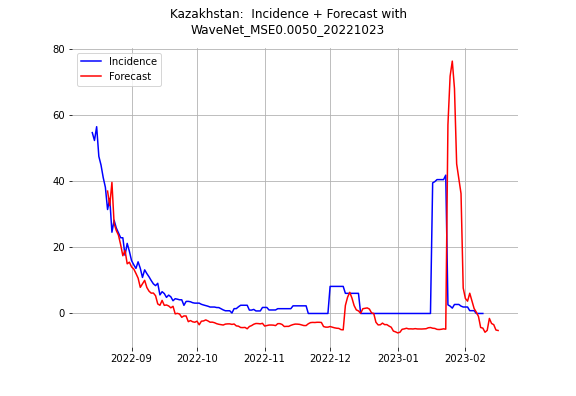 Kazakhstan:  Incidence + Forecast with
WaveNet_MSE0.0050_20221023
80
Incidence
Forecast
60
40
20
0
2022-09
2022-10
2022-11
2022-12
2023-01
2023-02